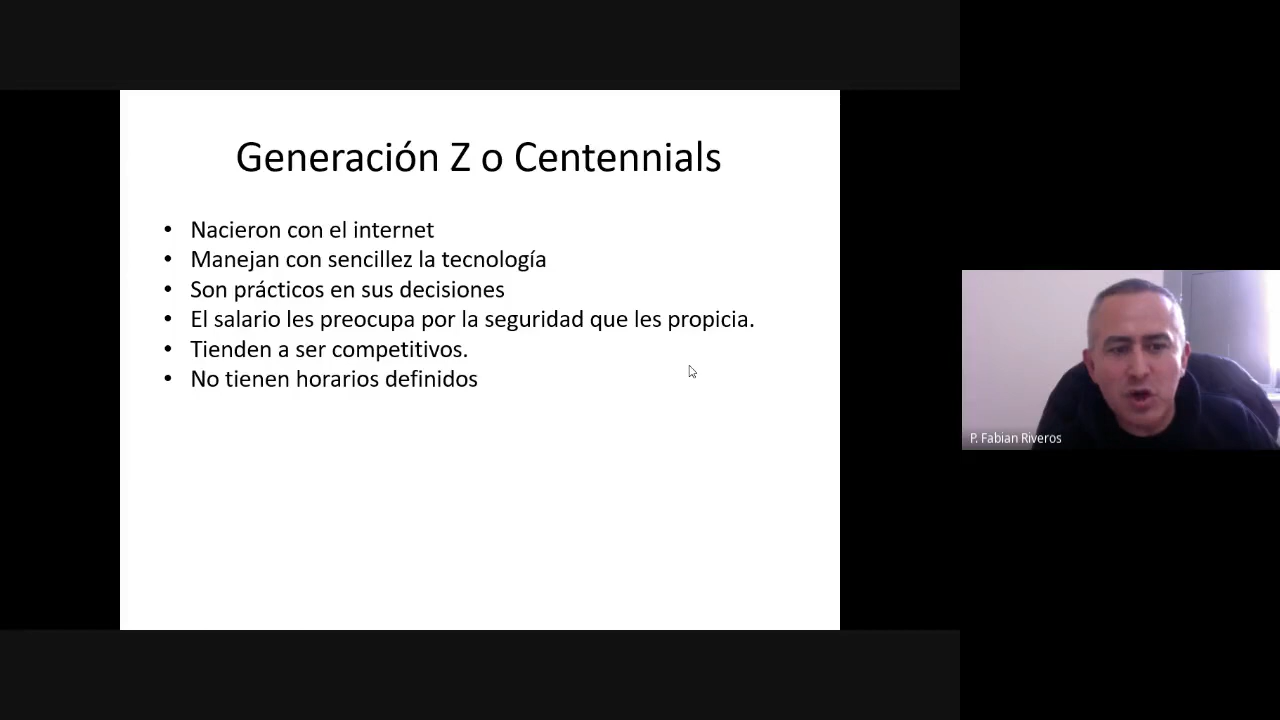 Generación Z o Centennials
• Nacieron con el internet
• Manejan con sencillez la tecnología
• Son prácticos en sus decisiones
• El salario les preocupa por la seguridad que les propicia.
• Tienden a ser competitivos.
• No tienen horarios definidos
P. Fabian Riveros